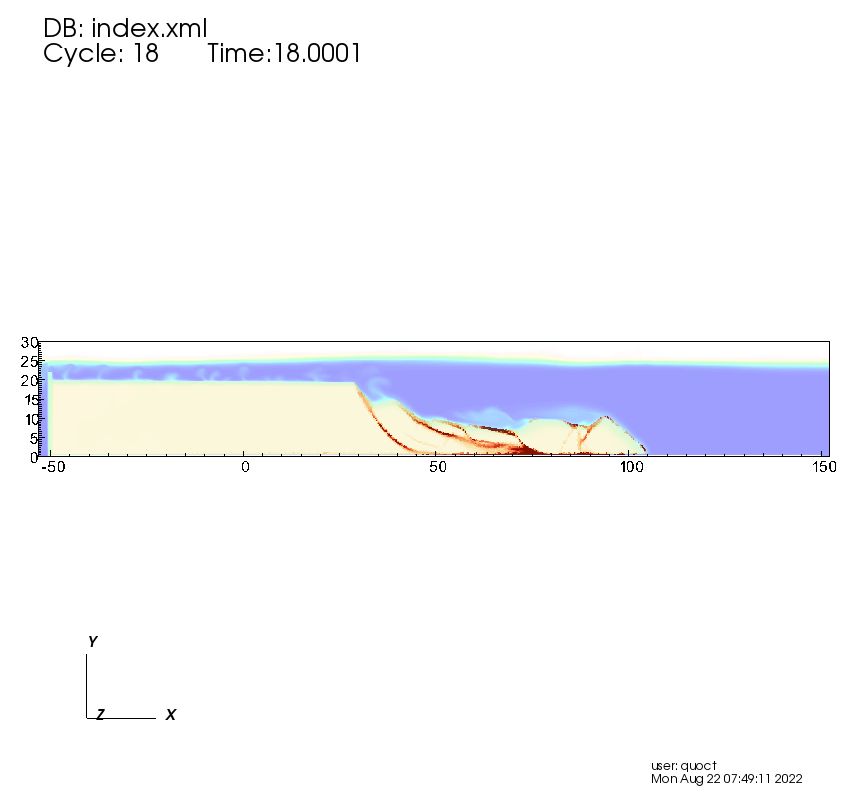 DB: index.xml
Cycle: 18 Time:18.0001
30
25
20
15
10
5
0
-50 0 50 100 150
Y
Z X
user: quoct
Mon Aug 22 07:49:11 2022